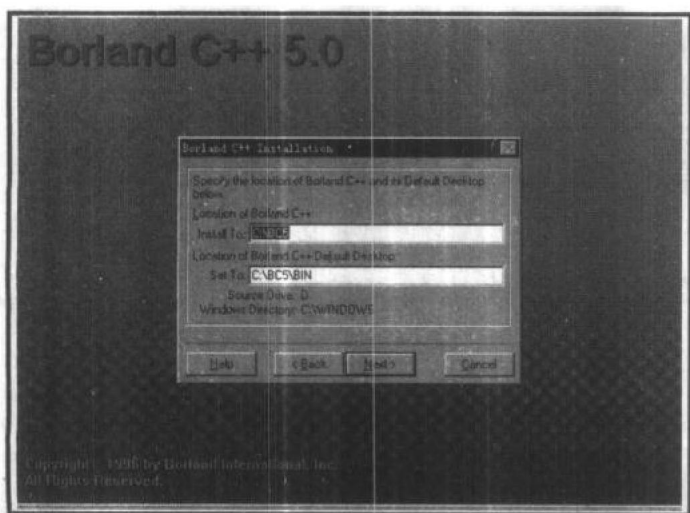 Borland C++ 5.0
Borland C++ Installation
Specify the location of Borland C++ and its Default Desktop
below.
Location of Borland C++
Install To: C:\BC5
Location of Borland C++ Default Desktop
Set To: C:\BC5\BIN
Source Drive: D
Windows Directory: C:\WINDOWS
Help
< Back
Next >
Cancel
Copyright 1996 by Borland International, Inc.
All Rights Reserved.